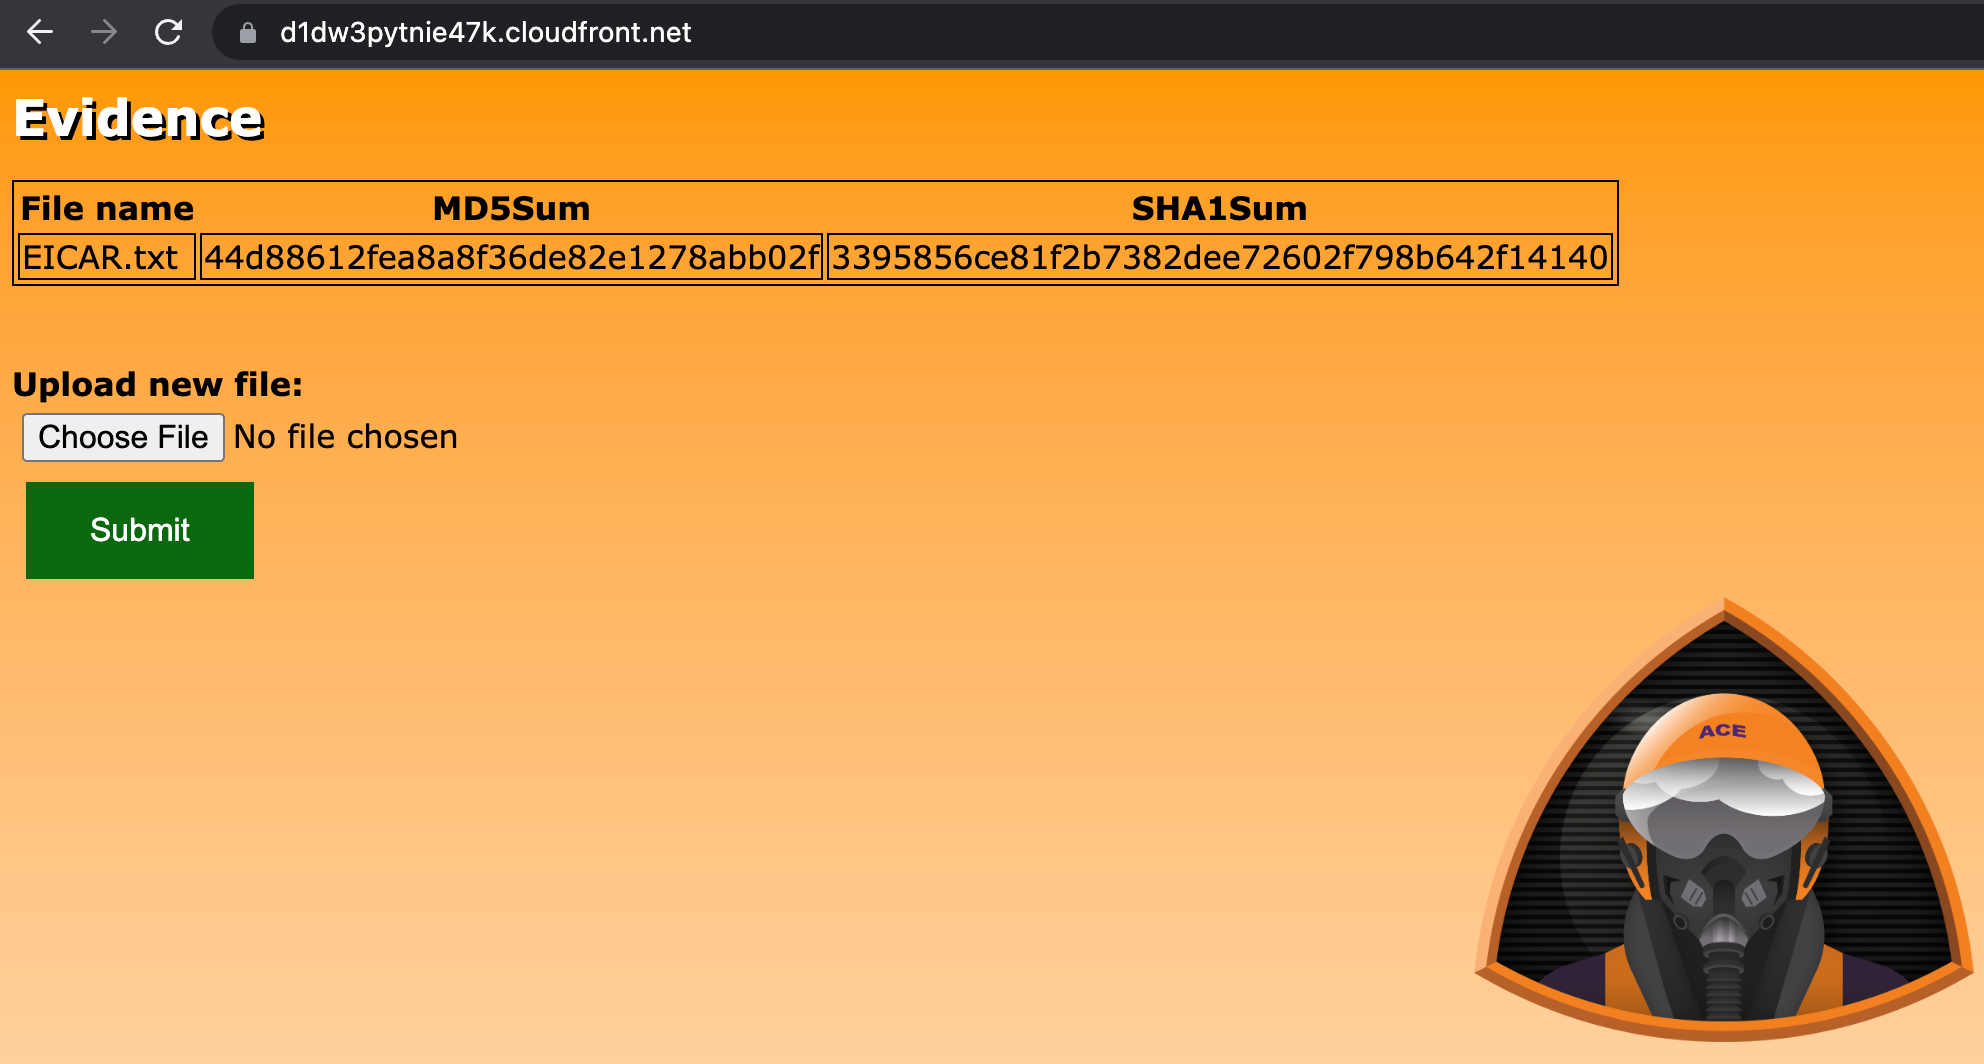 d1dw3pytnie47k.cloudfront.net
Evidence
File name MD5Sum SHA1Sum
EICAR.txt 44d88612fea8a8f36de82e1278abb02f 3395856ce81f2b7382dee72602f798b642f14140
Upload new file:
Choose File No file chosen
Submit
ACE